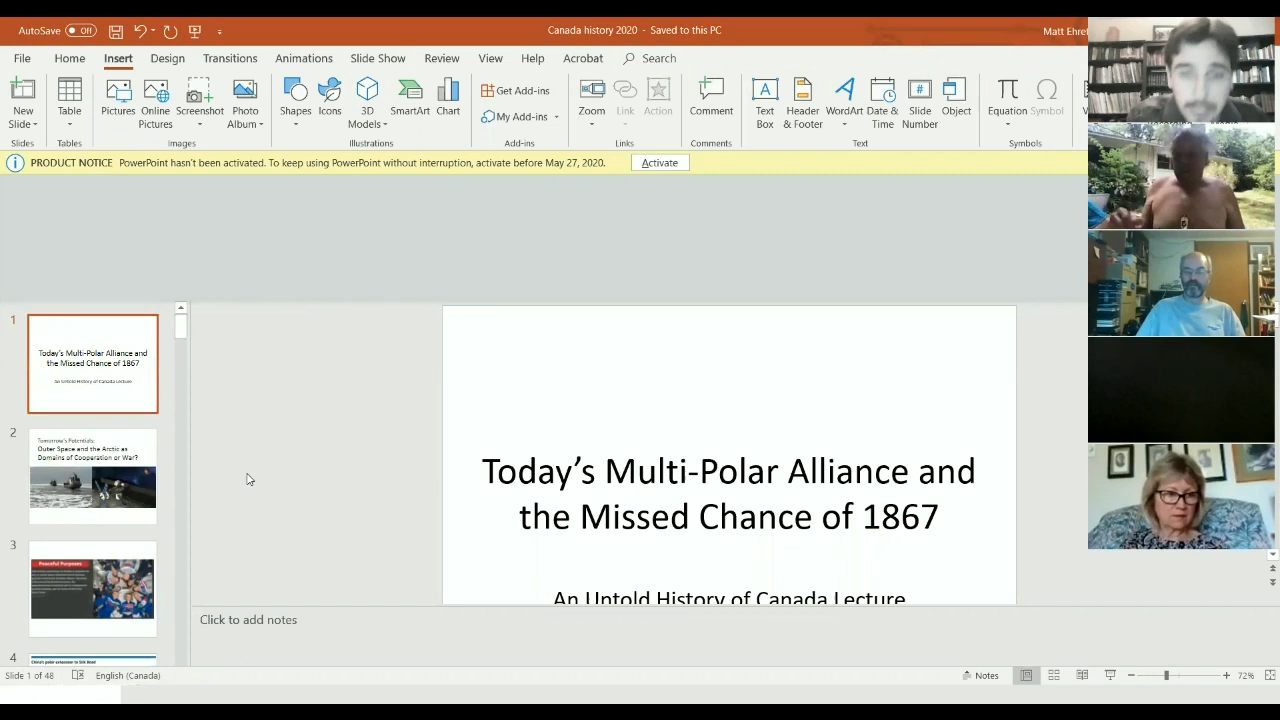 AutoSave Off Canada history 2020 - Saved to this PC Matt Ehret
File Home Insert Design Transitions Animations Slide Show Review View Help Acrobat Search
New Slide Table Pictures Online Pictures Screenshot Photo Album Shapes Icons 3D Models SmartArt Chart Get Add-ins My Add-ins Zoom Link Action Comment Text Box Header & Footer WordArt Date & Time Slide Number Object Equation Symbol
Slides Tables Images Illustrations Add-ins Links Comments Text Symbols
PRODUCT NOTICE PowerPoint hasn't been activated. To keep using PowerPoint without interruption, activate before May 27, 2020. Activate
1
Today's Multi-Polar Alliance and
the Missed Chance of 1867
An Untold History of Canada Lecture
2
Tomorrow's Potentials:
Outer Space and the Arctic as
Domains of Cooperation or War?
3
Peaceful Purposes
4
China's polar extension to Silk Road
Today's Multi-Polar Alliance and
the Missed Chance of 1867
An Untold History of Canada Lecture
Click to add notes
Slide 1 of 48 English (Canada) Notes 72%